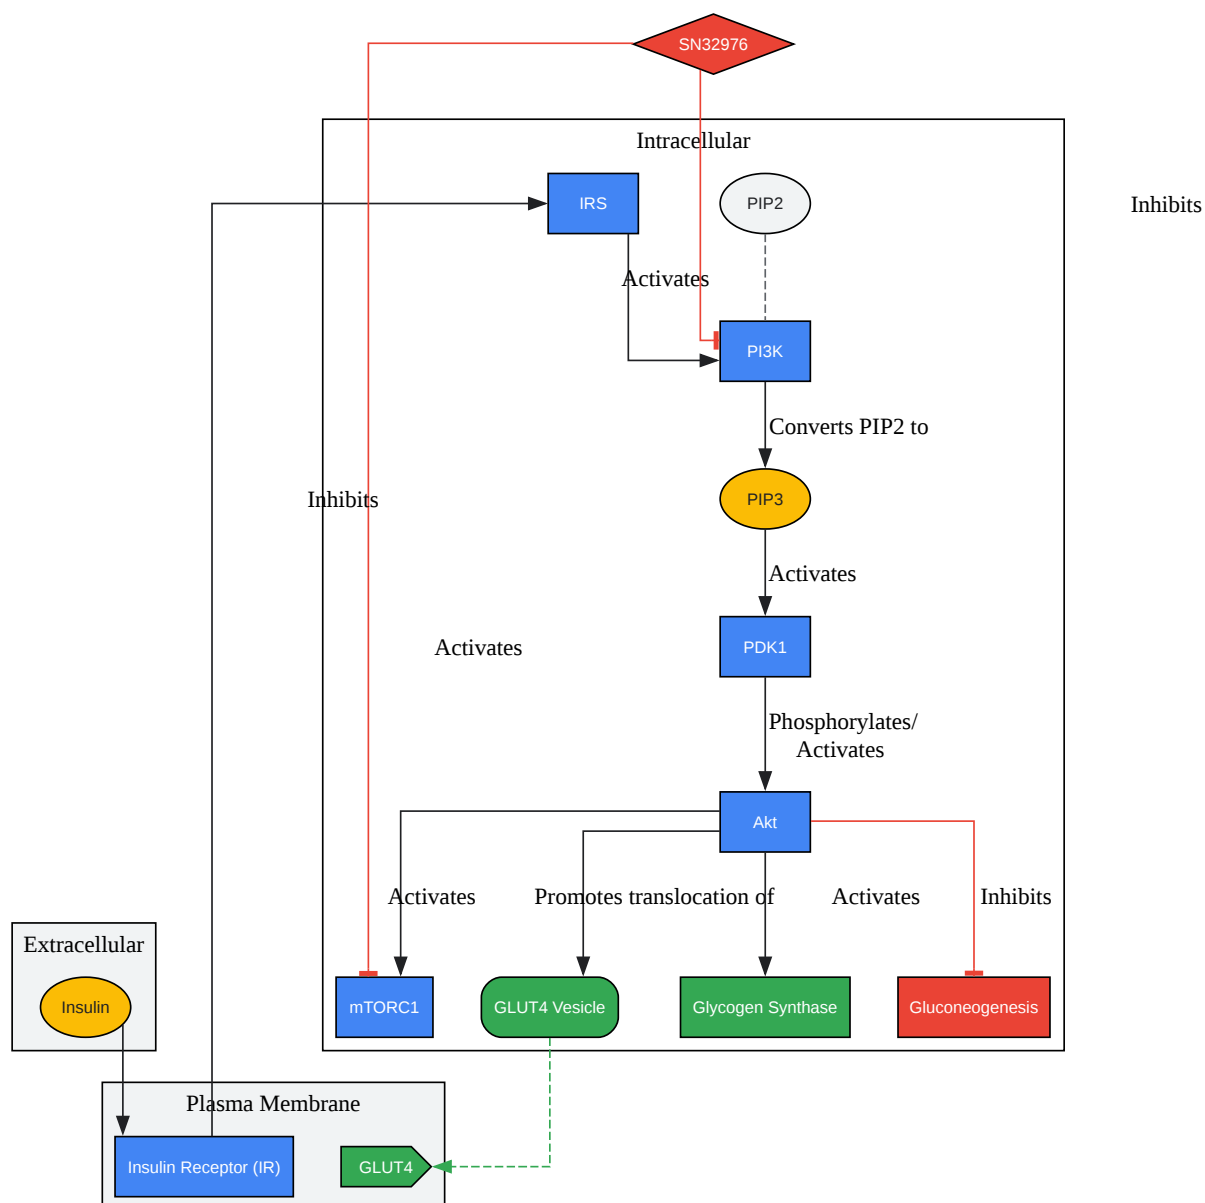 SN32976
Intracellular
IRS
PIP2
Inhibits
Activates
PI3K
Converts PIP2 to
Inhibits
PIP3
Activates
Activates
PDK1
Phosphorylates/
Activates
Akt
Activates
Promotes translocation of
Activates
Inhibits
Extracellular
Insulin
mTORC1
GLUT4 Vesicle
Glycogen Synthase
Gluconeogenesis
Plasma Membrane
Insulin Receptor (IR)
GLUT4